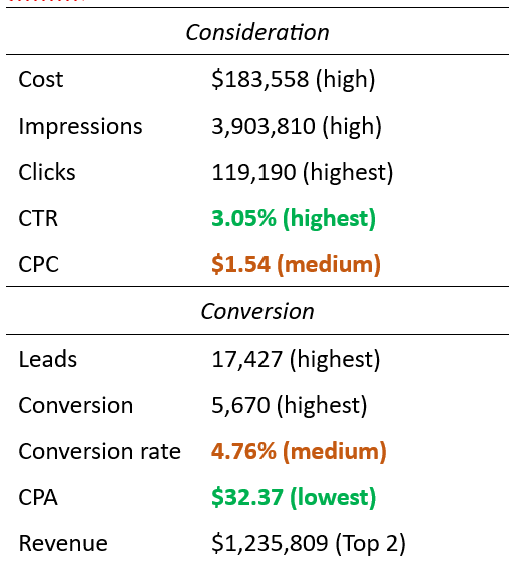 Consideration
Cost $183,558 (high)
Impressions 3,903,810 (high)
Clicks 119,190 (highest)
CTR 3.05% (highest)
CPC $1.54 (medium)
Conversion
Leads 17,427 (highest)
Conversion 5,670 (highest)
Conversion rate 4.76% (medium)
CPA $32.37 (lowest)
Revenue $1,235,809 (Top 2)